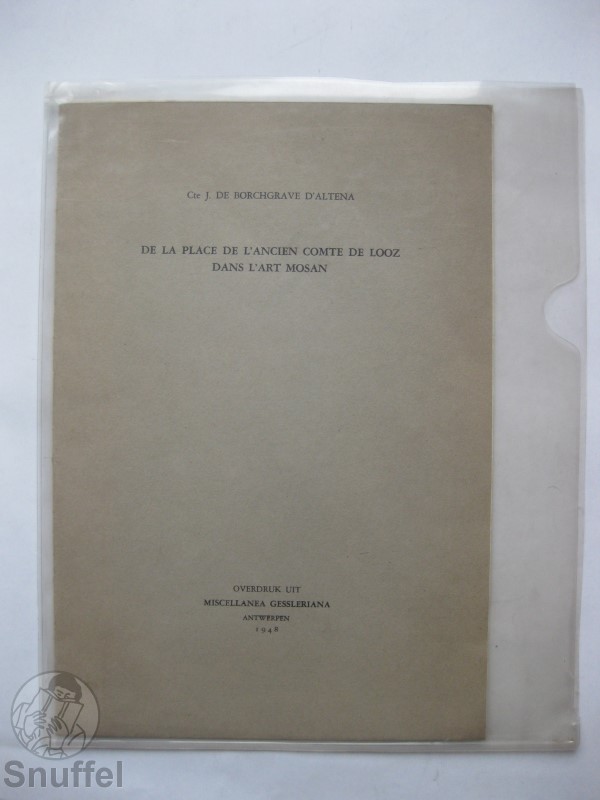 Cte J. DE BORCHGRAVE D'ALTENA
DE LA PLACE DE L'ANCIEN COMTE DE LOOZ
DANS L'ART MOSAN
OVERDRUK UIT
MISCELLANEA GESSLERIANA
ANTWERPEN
1948
Snuffel